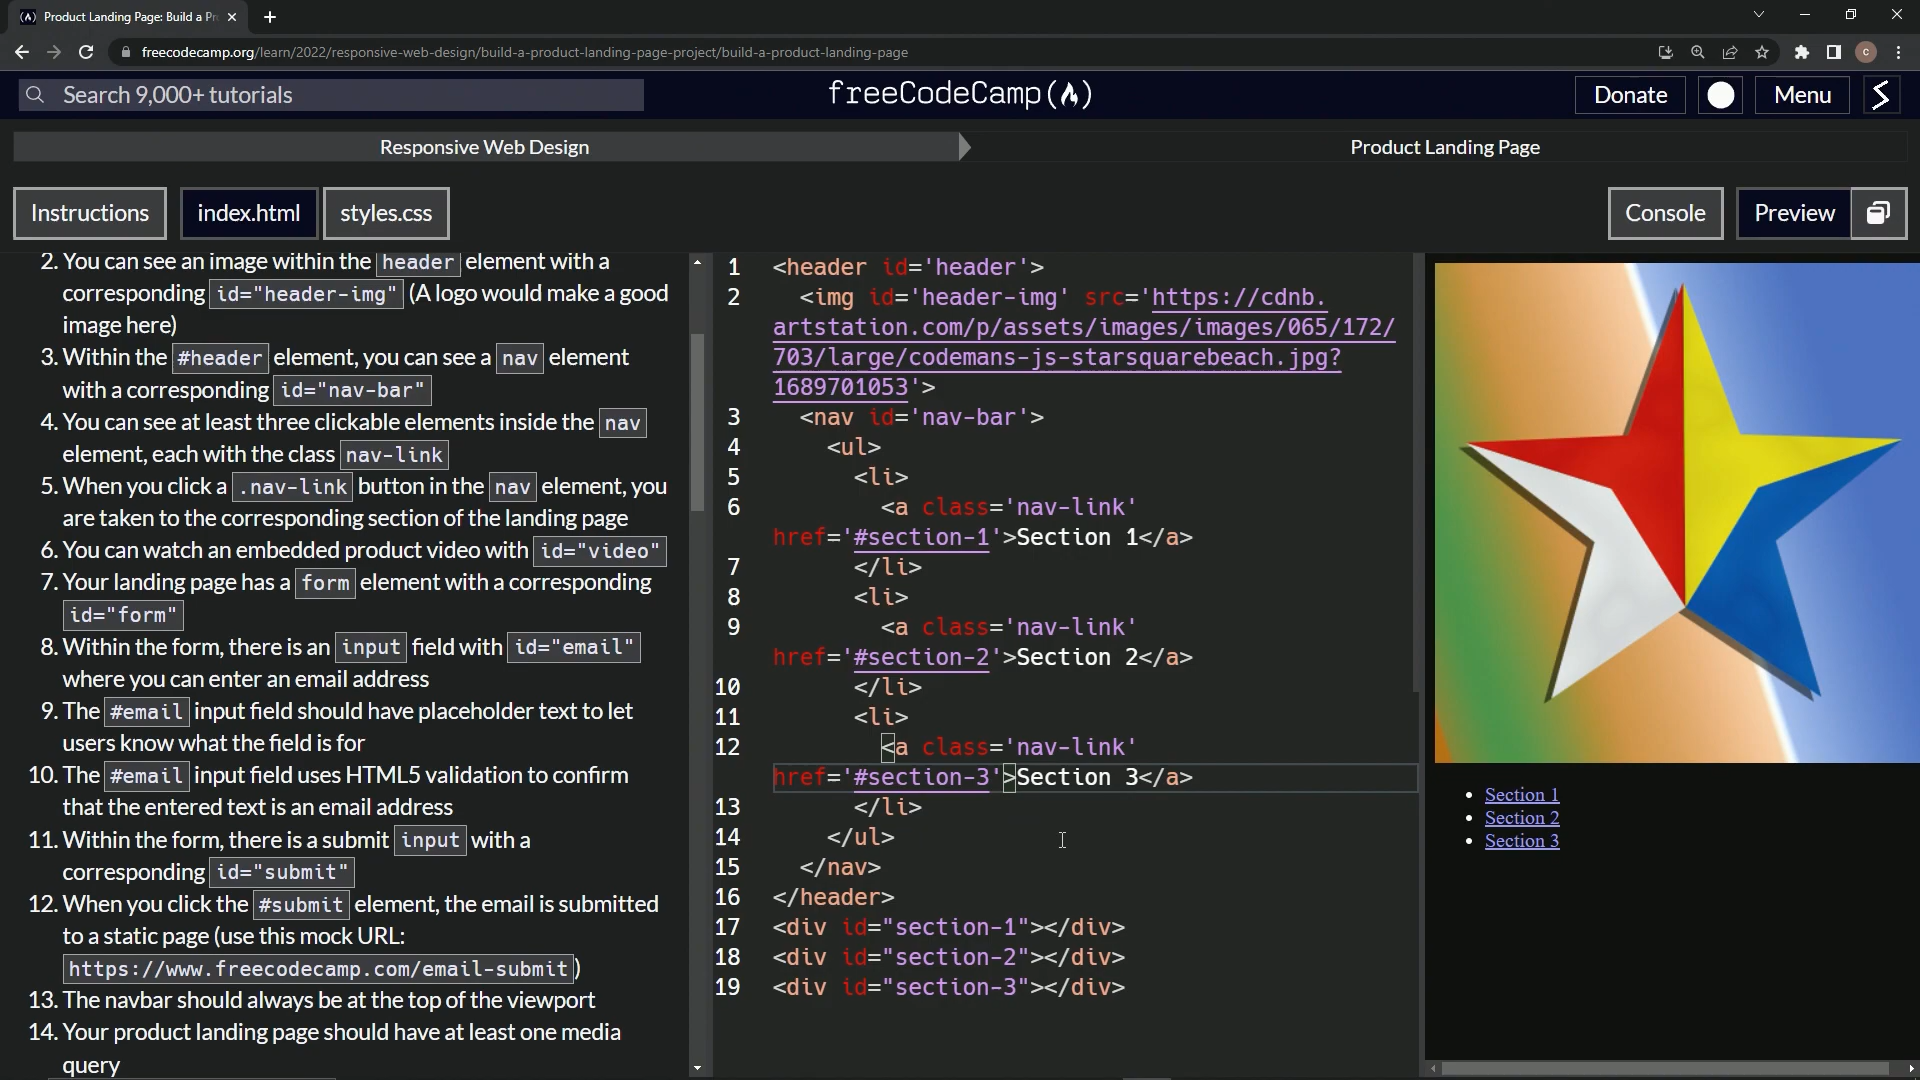 Product Landing Page: Build a Pr
freecodecamp.org/learn/2022/responsive-web-design/build-a-product-landing-page-project/build-a-product-landing-page
C
Search 9,000+ tutorials
freeCodeCamp
Donate
Menu
Responsive Web Design
Product Landing Page
Instructions
index.html
styles.css
Console
Preview
2. You can see an image within the header element with a
corresponding id="header-img" (A logo would make a good
image here)
3. Within the #header element, you can see a nav element
with a corresponding id="nav-bar"
4. You can see at least three clickable elements inside the nav
element, each with the class nav-link
5. When you click a .nav-link button in the nav element, you
are taken to the corresponding section of the landing page
6. You can watch an embedded product video with id="video"
7. Your landing page has a form element with a corresponding
id="form"
8. Within the form, there is an input field with id="email"
where you can enter an email address
9. The #email input field should have placeholder text to let
users know what the field is for
10. The #email input field uses HTML5 validation to confirm
that the entered text is an email address
11. Within the form, there is a submit input with a
corresponding id="submit"
12. When you click the #submit element, the email is submitted
to a static page (use this mock URL:
https://www.freecodecamp.com/email-submit)
13. The navbar should always be at the top of the viewport
14. Your product landing page should have at least one media
query
1 <header id='header'>
2 <img id='header-img' src='https://cdnb.
artstation.com/p/assets/images/images/065/172/
703/large/codemans-js-starsquarebeach.jpg?
1689701053'>
3 <nav id='nav-bar'>
4 <ul>
5 <li>
6 <a class='nav-link'
href='#section-1'>Section 1</a>
7 </li>
8 <li>
9 <a class='nav-link'
href='#section-2'>Section 2</a>
10 </li>
11 <li>
12 <a class='nav-link'
href='#section-3'>Section 3</a>
13 </li>
14 </ul>
15 </nav>
16 </header>
17 <div id="section-1"></div>
18 <div id="section-2"></div>
19 <div id="section-3"></div>
Section 1
Section 2
Section 3